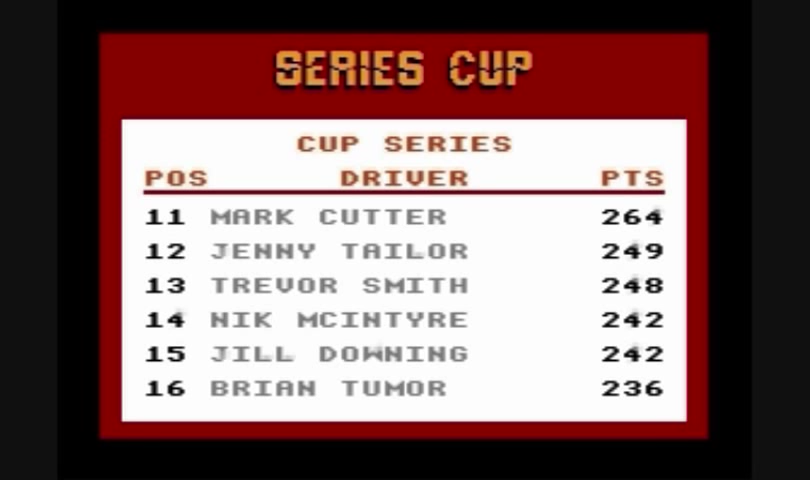 SERIES CUP
CUP SERIES
POS DRIVER PTS
11 MARK CUTTER 264
12 JENNY TAILOR 249
13 TREVOR SMITH 248
14 NIK MCINTYRE 242
15 JILL DOWNING 242
16 BRIAN TUMOR 236